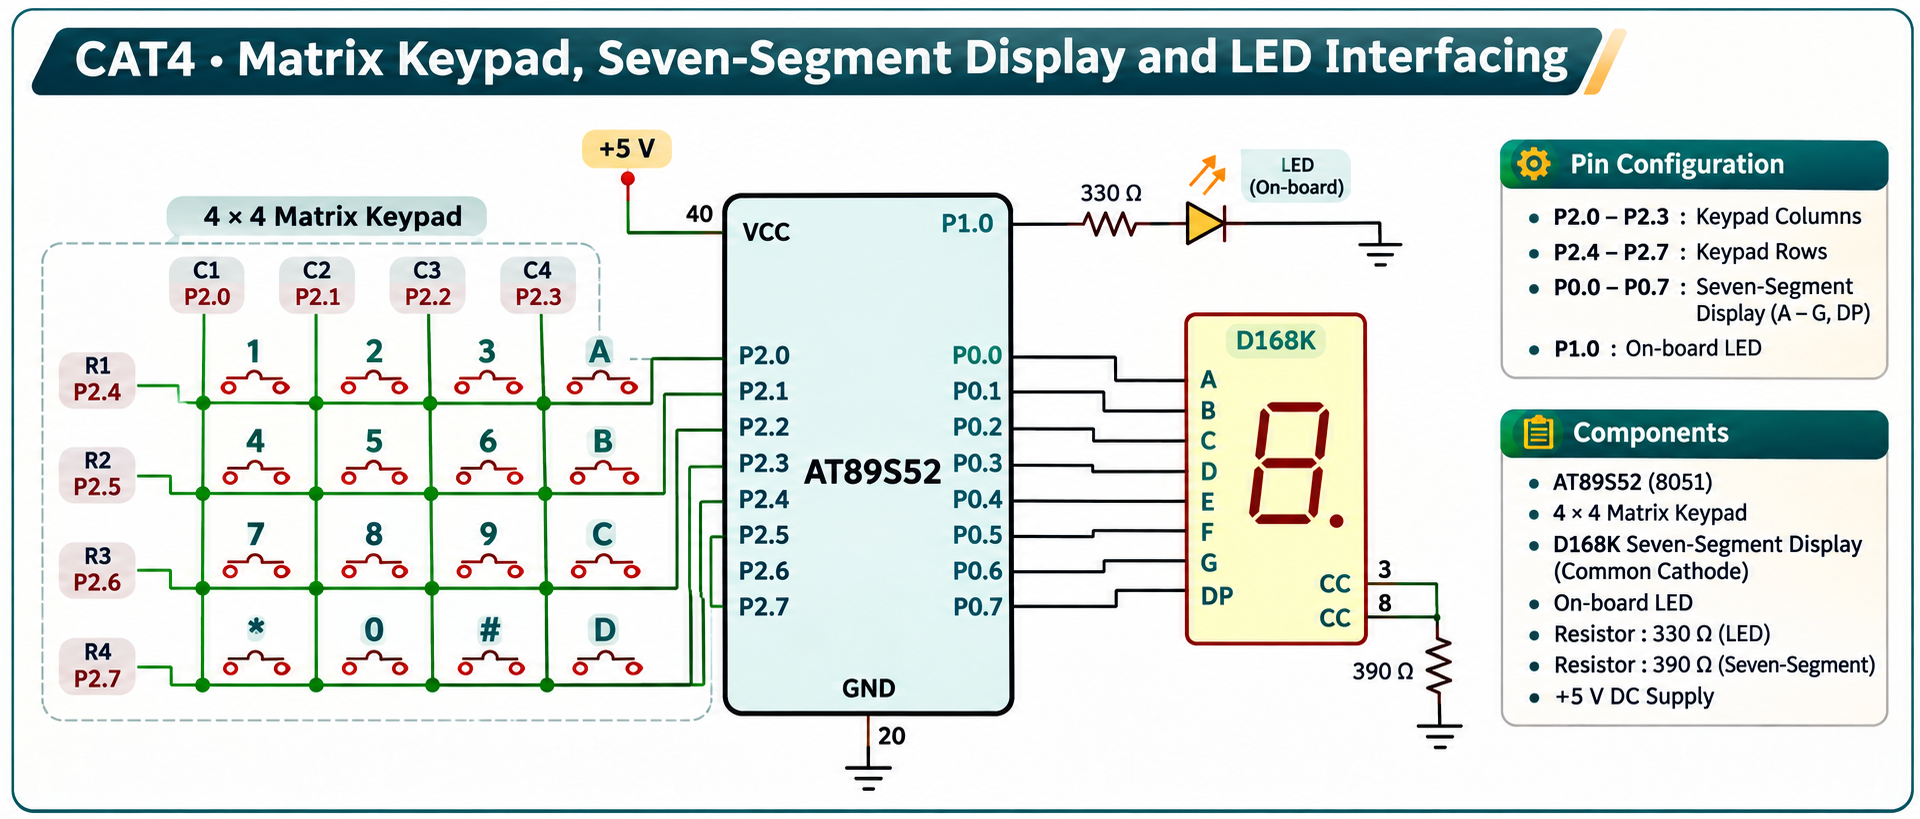 CAT4 • Matrix Keypad, Seven-Segment Display and LED Interfacing
+5 V
4 × 4 Matrix Keypad
C1
P2.0
C2
P2.1
C3
P2.2
C4
P2.3
R1
P2.4
1
2
3
A
R2
P2.5
4
5
6
B
R3
P2.6
7
8
9
C
R4
P2.7
*
0
#
D
40
VCC
P2.0
P2.1
P2.2
P2.3
P2.4
P2.5
P2.6
P2.7
AT89S52
P1.0
P0.0
P0.1
P0.2
P0.3
P0.4
P0.5
P0.6
P0.7
GND
20
330 Ω
LED
(On-board)
D168K
A
B
C
D
E
F
G
DP
CC
CC
3
8
390 Ω
Pin Configuration
• P2.0 – P2.3 : Keypad Columns
• P2.4 – P2.7 : Keypad Rows
• P0.0 – P0.7 : Seven-Segment
Display (A – G, DP)
• P1.0 : On-board LED
Components
• AT89S52 (8051)
• 4 × 4 Matrix Keypad
• D168K Seven-Segment Display
(Common Cathode)
• On-board LED
• Resistor : 330 Ω (LED)
• Resistor : 390 Ω (Seven-Segment)
• +5 V DC Supply